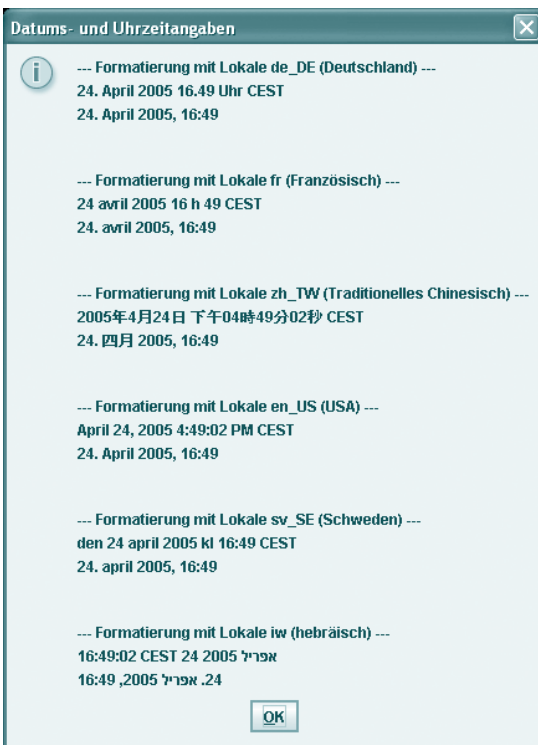 Datums- und Uhrzeitangaben
--- Formatierung mit Lokale de_DE (Deutschland) ---
24. April 2005 16.49 Uhr CEST
24. April 2005, 16:49
--- Formatierung mit Lokale fr (Französisch) ---
24 avril 2005 16 h 49 CEST
24. avril 2005, 16:49
--- Formatierung mit Lokale zh_TW (Traditionelles Chinesisch) ---
2005年4月24日 下午04時49分02秒 CEST
24. 四月 2005, 16:49
--- Formatierung mit Lokale en_US (USA) ---
April 24, 2005 4:49:02 PM CEST
24. April 2005, 16:49
--- Formatierung mit Lokale sv_SE (Schweden) ---
den 24 april 2005 kl 16:49 CEST
24. april 2005, 16:49
--- Formatierung mit Lokale iw (hebräisch) ---
16:49:02 CEST 24 אפריל 2005
24. אפריל 2005, 16:49
OK